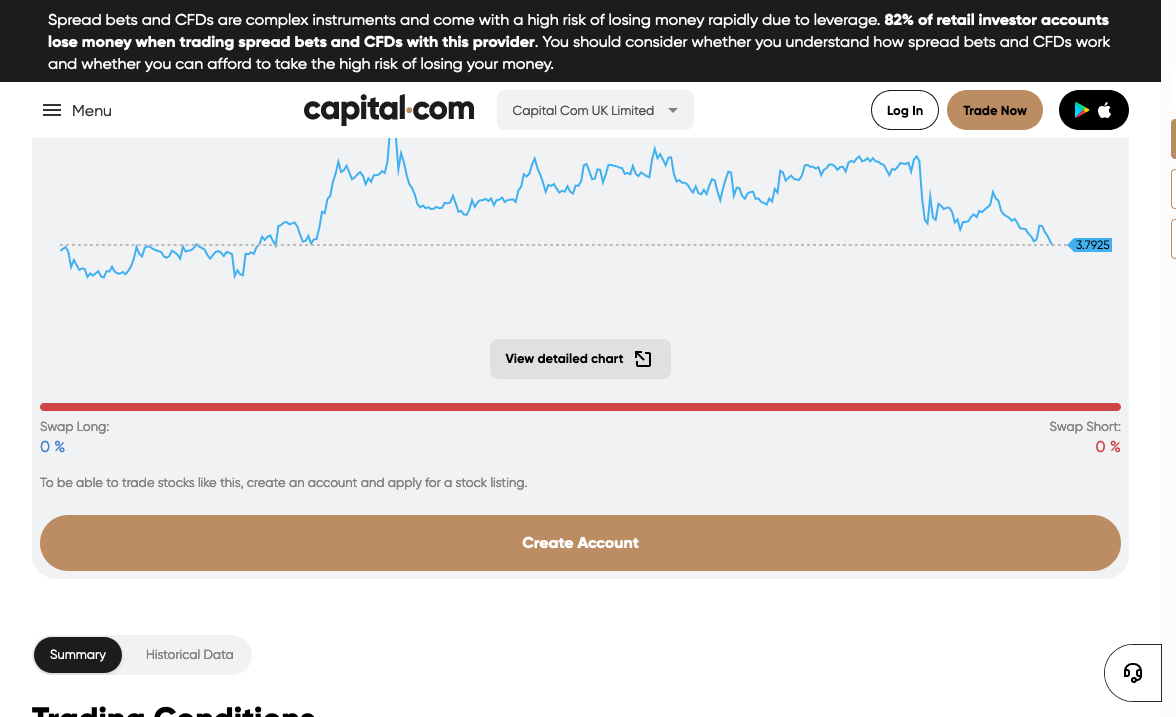 Spread bets and CFDs are complex instruments and come with a high risk of losing money rapidly due to leverage. 82% of retail investor accounts
lose money when trading spread bets and CFDs with this provider. You should consider whether you understand how spread bets and CFDs work
and whether you can afford to take the high risk of losing your money.
Menu
capital.com
Capital Com UK Limited
Log In
Trade Now
3.7925
View detailed chart
Swap Long:
Swap Short:
0 %
0 %
To be able to trade stocks like this, create an account and apply for a stock listing.
Create Account
Summary
Historical Data
Trading Conditions